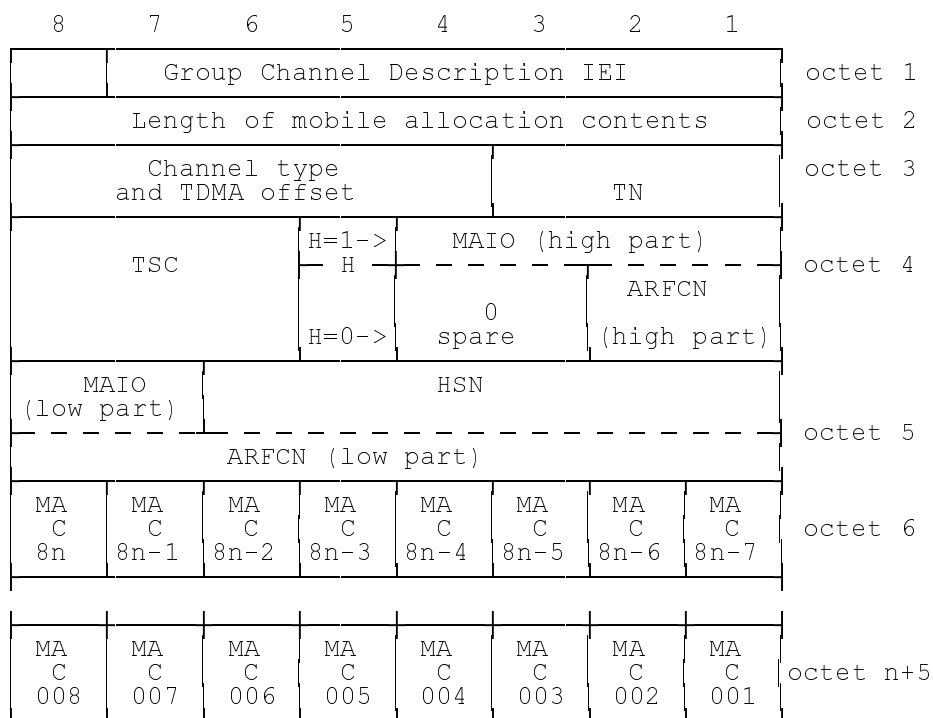 8 7 6 5 4 3 2 1
Group Channel Description IEI octet 1
Length of mobile allocation contents octet 2
Channel type octet 3
and TDMA offset TN
H=1-> MAIO (high part)
TSC H octet 4
ARFCN
0
H=0-> spare (high part)
MAIO HSN
(low part)
octet 5
ARFCN (low part)
MA MA MA MA MA MA MA MA
C C C C C C C C octet 6
8n 8n-1 8n-2 8n-3 8n-4 8n-5 8n-6 8n-7
MA MA MA MA MA MA MA MA
C C C C C C C C octet n+5
008 007 006 005 004 003 002 001